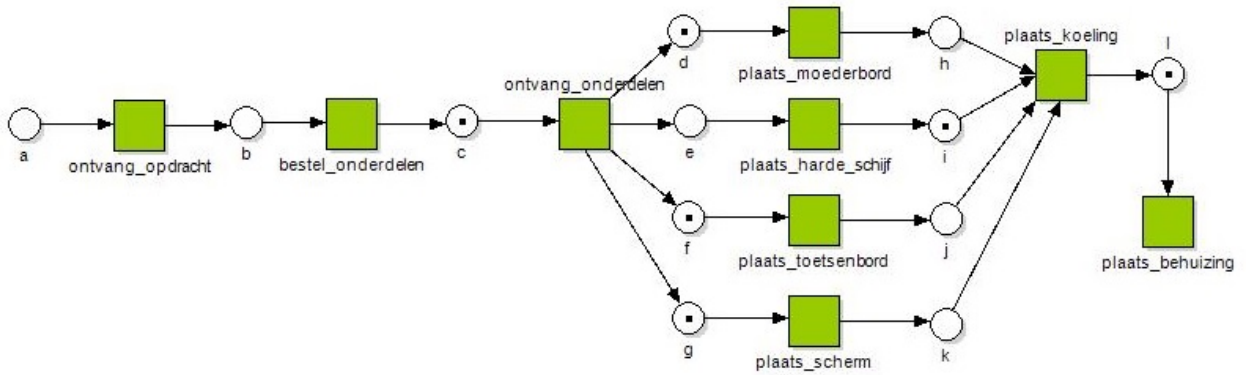 a
ontvang_opdracht
b
bestel_onderdelen
c
ontvang_onderdelen
d
plaats_moederbord
h
e
plaats_harde_schijf
i
f
plaats_toetsenbord
j
g
plaats_scherm
k
plaats_koeling
l
plaats_behuizing